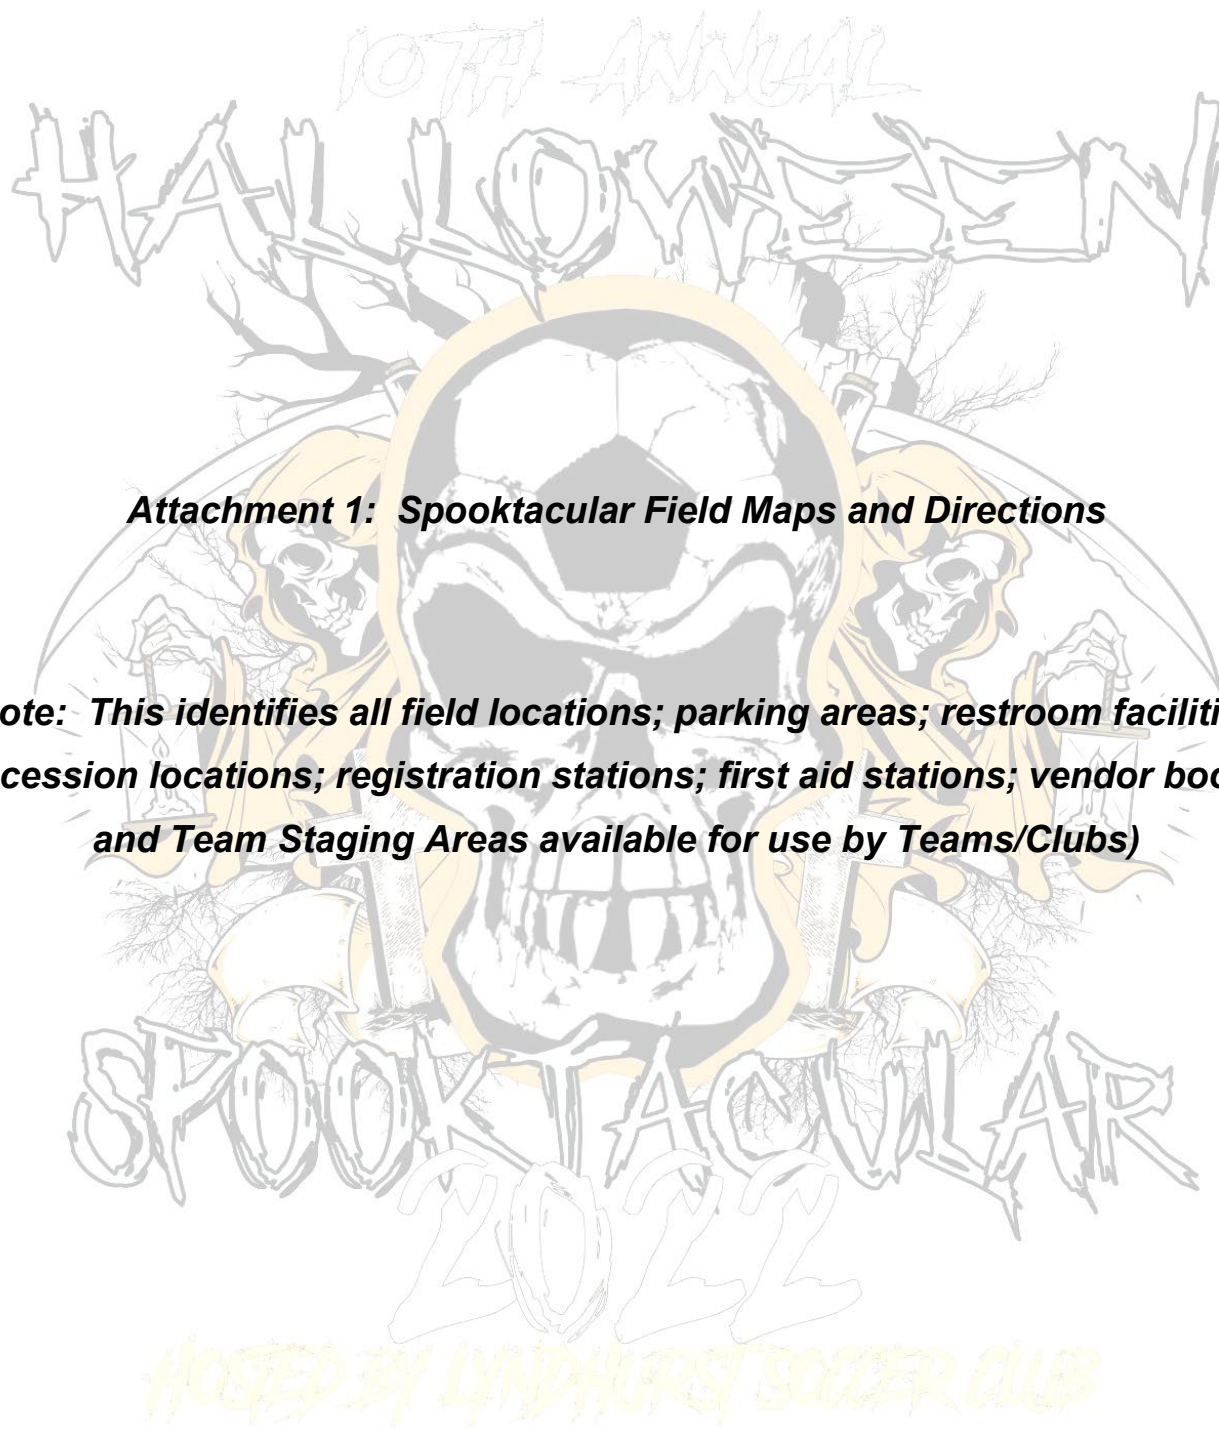 10TH ANNUAL
HALLOWEEN
Attachment 1:  Spooktacular Field Maps and Directions
ote:  This identifies all field locations; parking areas; restroom faciliti
cession locations; registration stations; first aid stations; vendor boo
and Team Staging Areas available for use by Teams/Clubs)
SPOOKTACULAR
2022
HOSTED BY LYNDHURST SOCCER CLUB